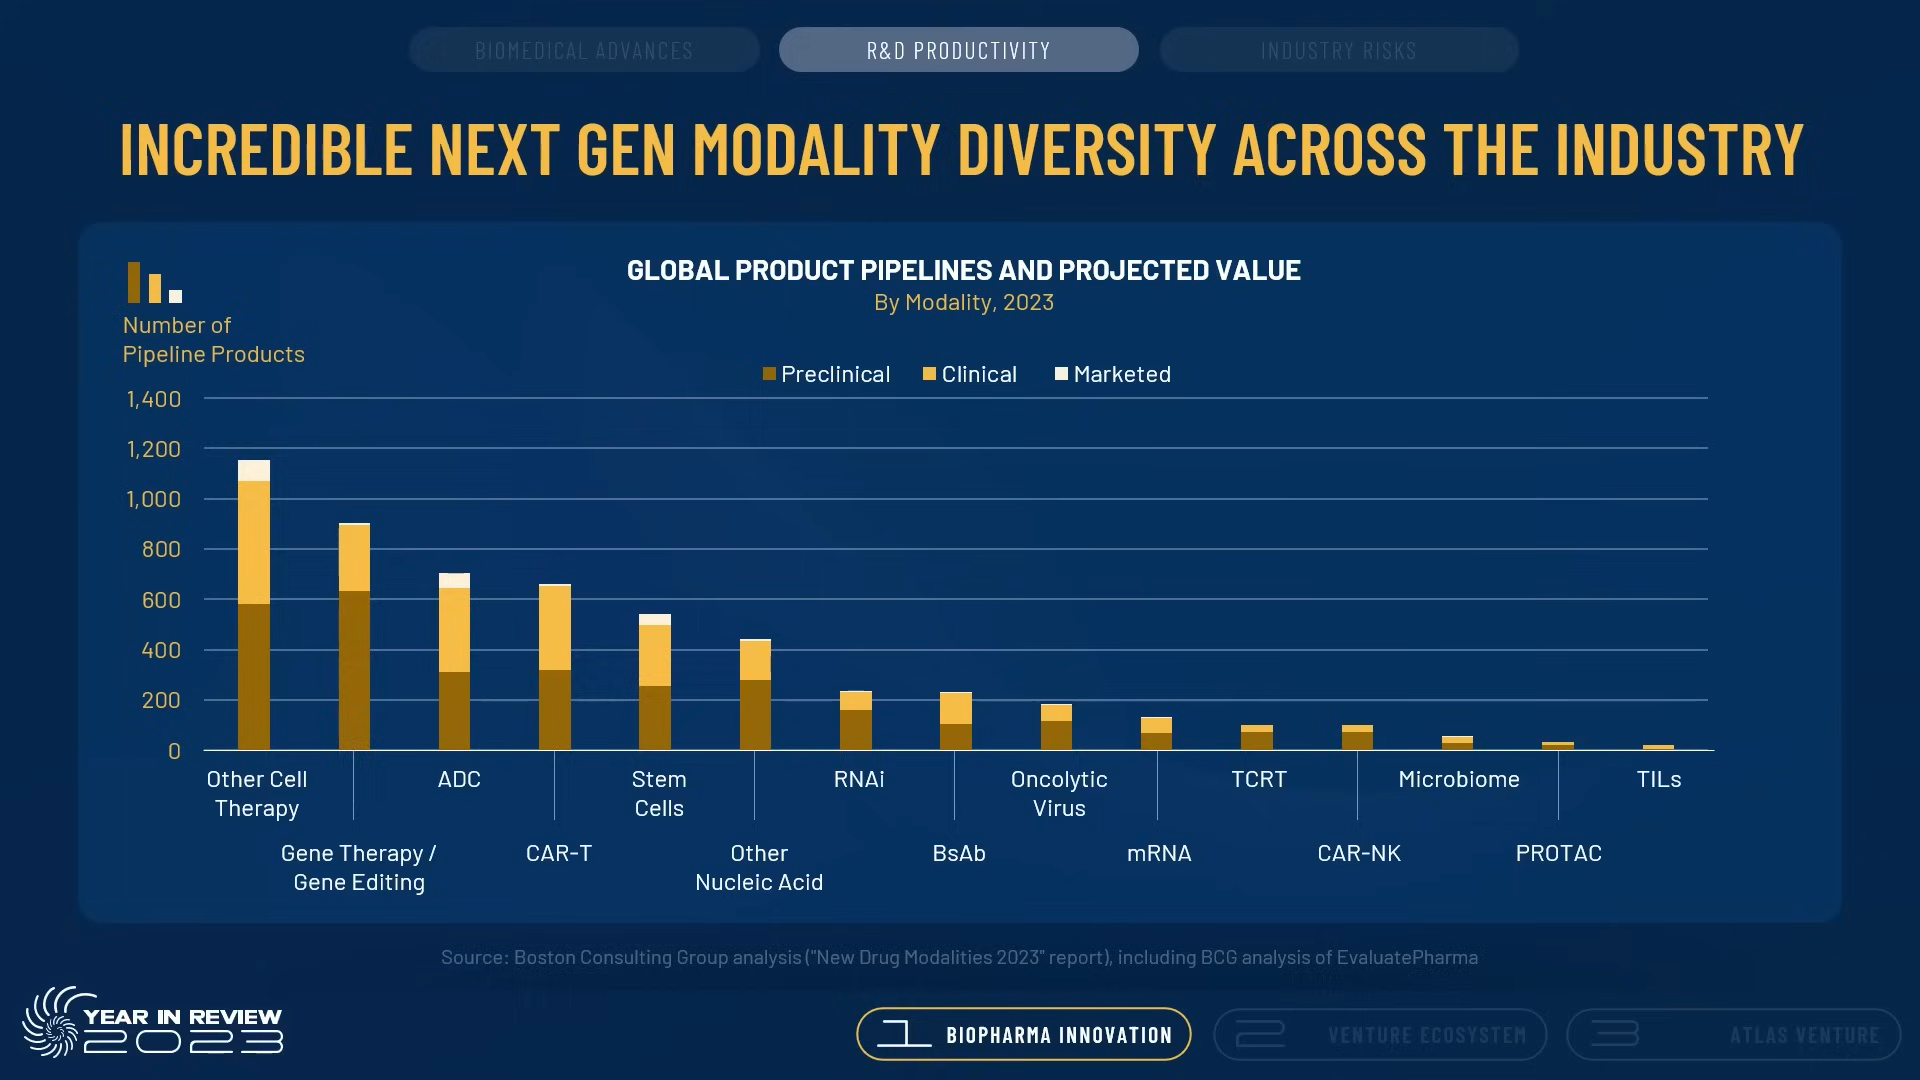 BIOMEDICAL ADVANCES
R&D PRODUCTIVITY
INDUSTRY RISKS
INCREDIBLE NEXT GEN MODALITY DIVERSITY ACROSS THE INDUSTRY
GLOBAL PRODUCT PIPELINES AND PROJECTED VALUE
By Modality, 2023
Number of
Pipeline Products
Preclinical
Clinical
Marketed
1,400
1,200
1,000
800
600
400
200
0
Other Cell
Therapy
Gene Therapy /
Gene Editing
ADC
CAR-T
Stem
Cells
Other
Nucleic Acid
RNAi
BsAb
Oncolytic
Virus
mRNA
TCRT
CAR-NK
Microbiome
PROTAC
TILs
Source: Boston Consulting Group analysis ("New Drug Modalities 2023" report), including BCG analysis of EvaluatePharma
YEAR IN REVIEW
2023
1 BIOPHARMA INNOVATION
2 VENTURE ECOSYSTEM
3 ATLAS VENTURE